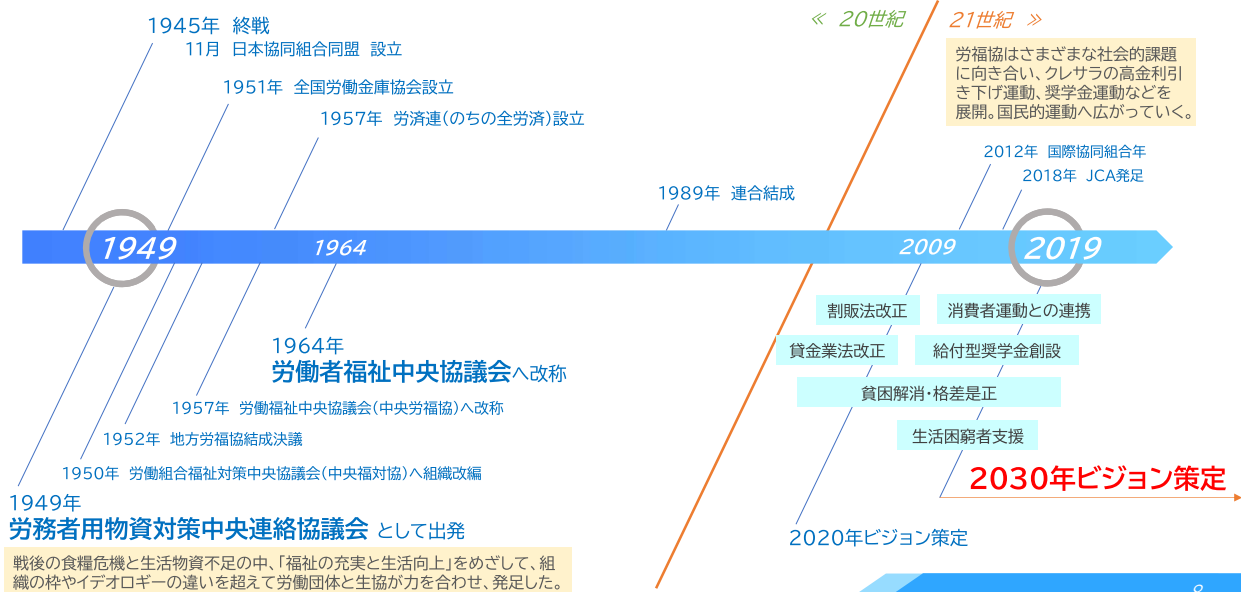 1945年 終戦
11月 日本協同組合同盟 設立
1951年 全国労働金庫協会設立
1957年 労済連(のちの全労済)設立
1989年 連合結成
≪ 20世紀
21世紀 ≫
労福協はさまざまな社会的課題
に向き合い、クレサラの高金利引
き下げ運動、奨学金運動などを
展開。国民的運動へ広がっていく。
2012年 国際協同組合年
2018年 JCA発足
1949
1964
2009
2019
割販法改正
消費者運動との連携
貸金業法改正
給付型奨学金創設
貧困解消・格差是正
生活困窮者支援
2030年ビジョン策定
2020年ビジョン策定
1964年
労働者福祉中央協議会へ改称
1957年 労働福祉中央協議会(中央労福協)へ改称
1952年 地方労福協結成決議
1950年 労働組合福祉対策中央協議会(中央福対協)へ組織改編
1949年
労務者用物資対策中央連絡協議会 として出発
戦後の食糧危機と生活物資不足の中、「福祉の充実と生活向上」をめざして、組
織の枠やイデオロギーの違いを超えて労働団体と生協が力を合わせ、発足した。